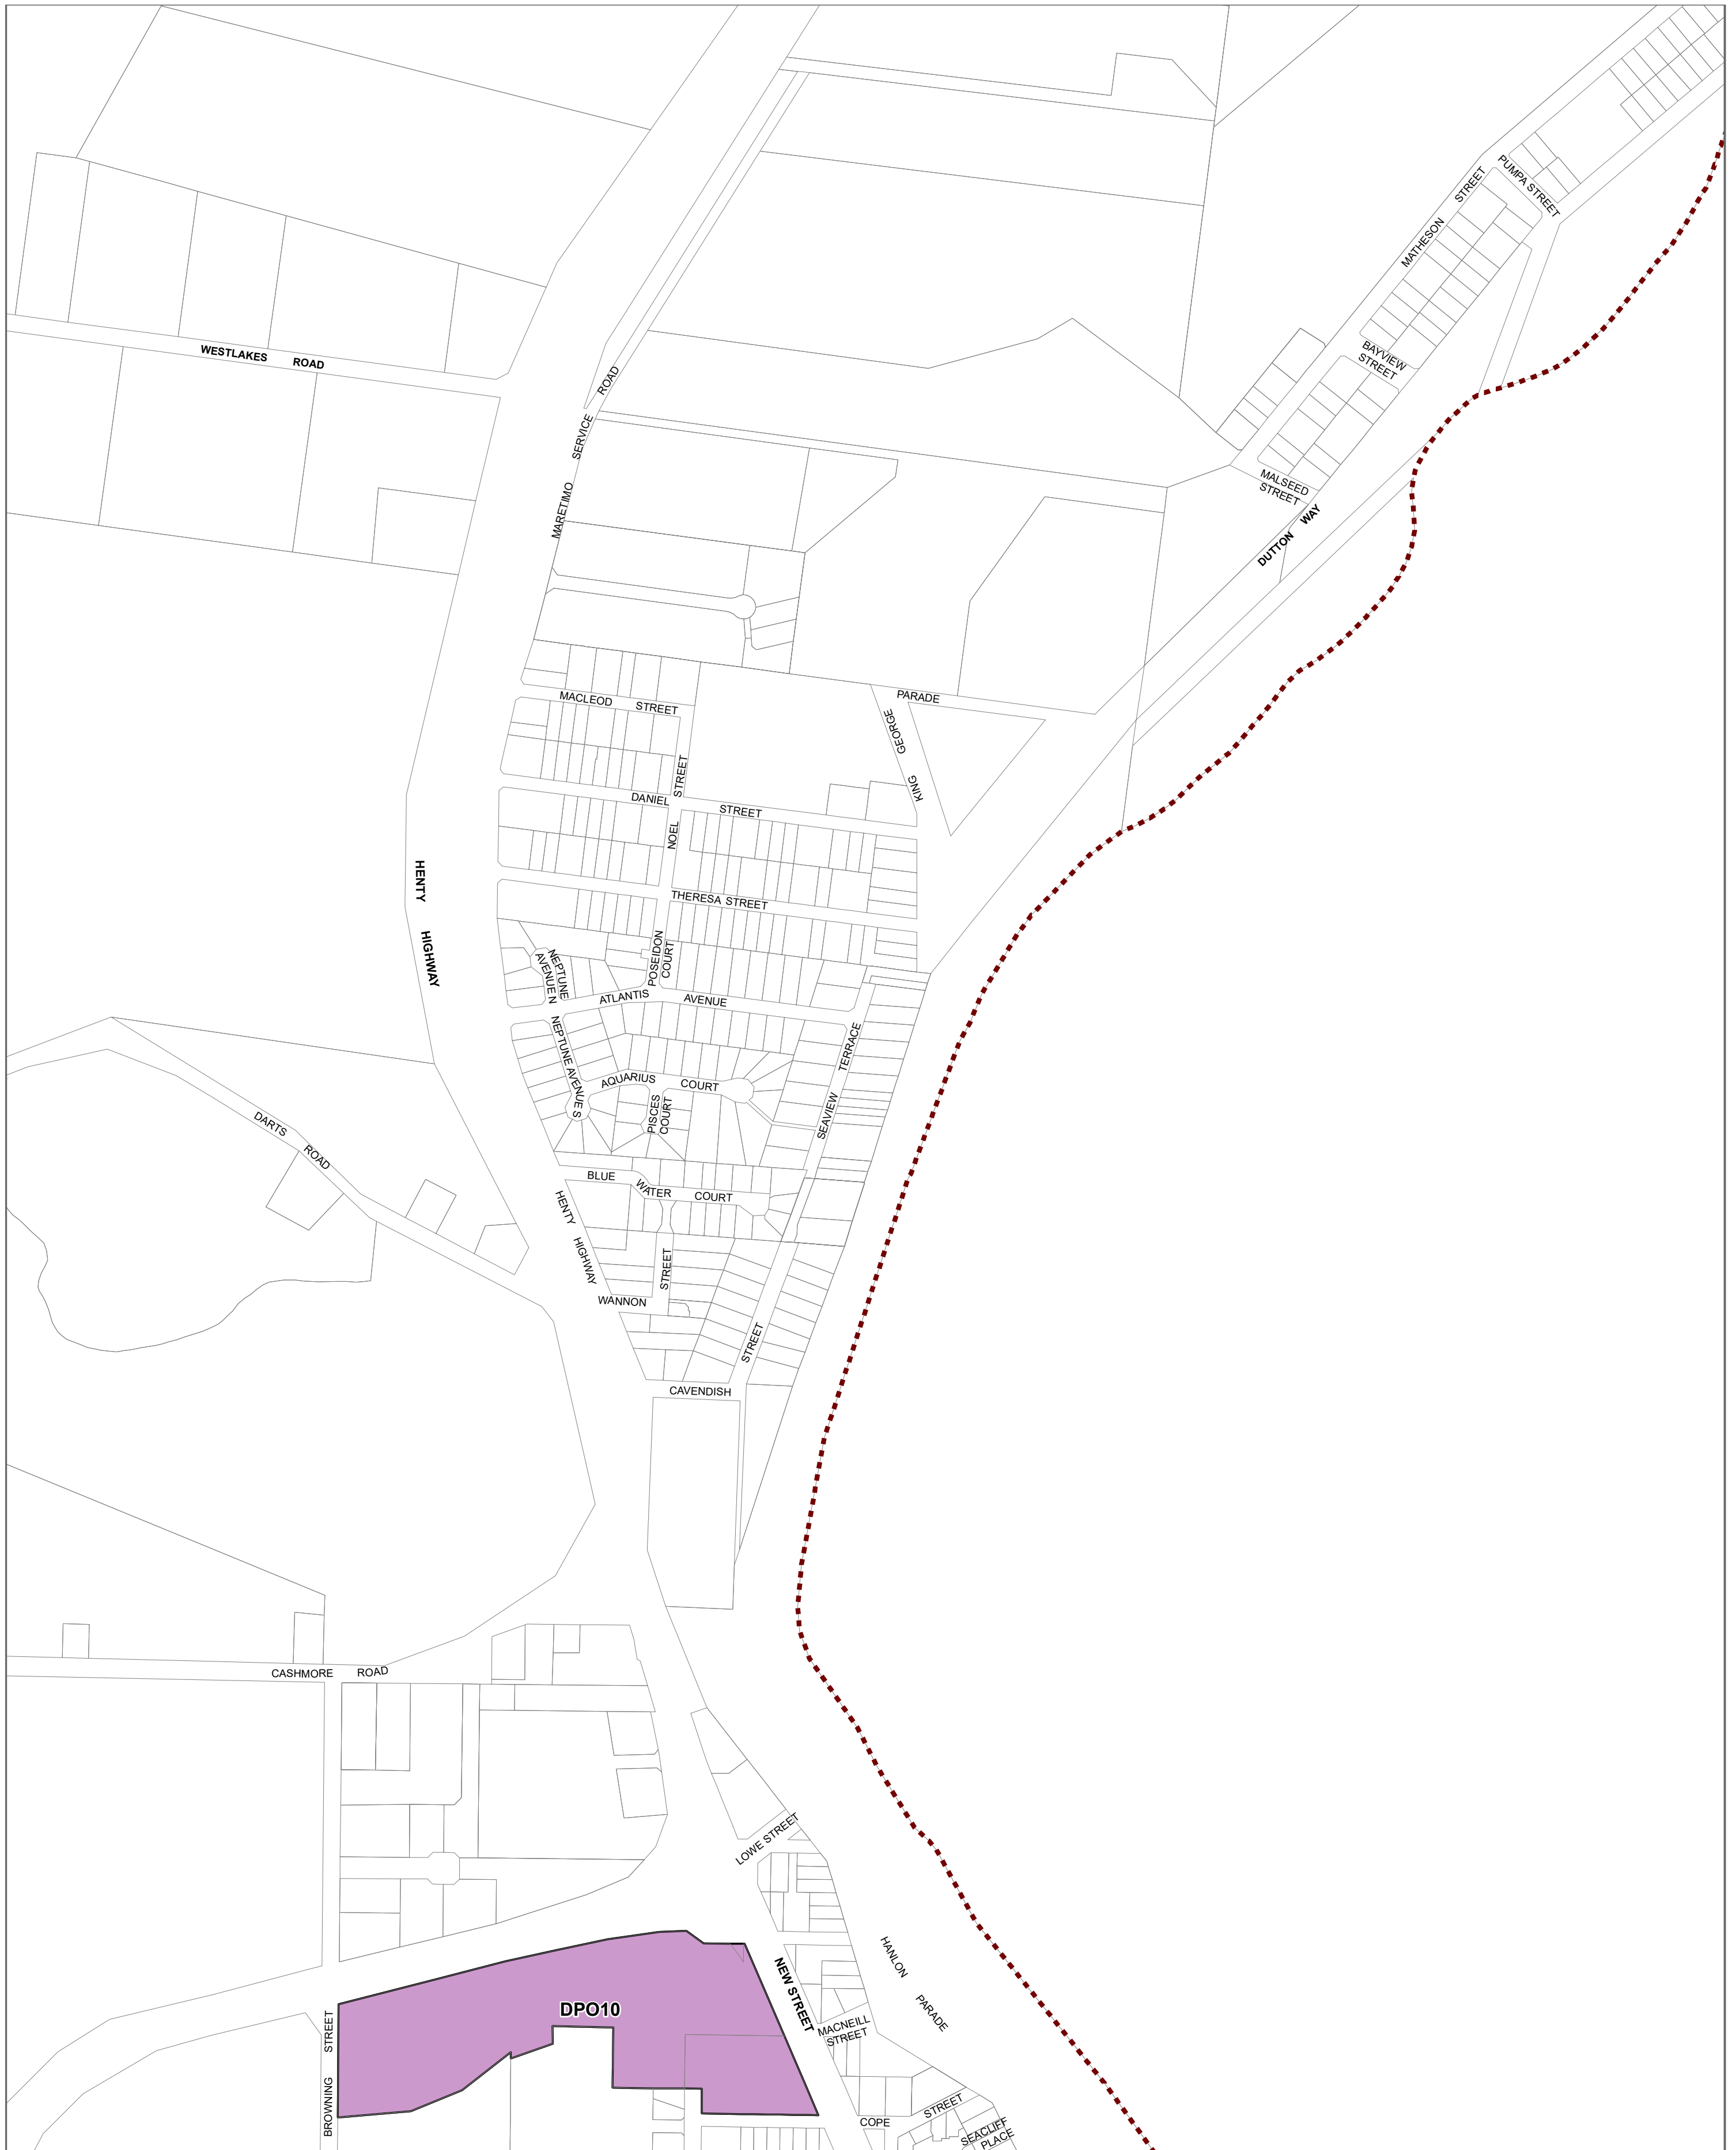 PUMPA STREET
MATHESON STREET
WESTLAKES ROAD
BAYVIEW
STREET
MARETIMO SERVICE ROAD
MALSEED
STREET
DUTTON WAY
MACLEOD STREET
PARADE
KING GEORGE
DANIEL STREET
NOEL STREET
HENTY HIGHWAY
THERESA STREET
POSEIDON
COURT
NEPTUNE
AVENUE N
ATLANTIS AVENUE
NEPTUNE AVENUE S
AQUARIUS COURT
PISCES
COURT
SEAVIEW TERRACE
DARTS ROAD
BLUE WATER COURT
HENTY HIGHWAY
WANNON STREET
CAVENDISH STREET
CASHMORE ROAD
LOWE STREET
HANLON PARADE
NEW STREET
DPO10
MACNEILL
STREET
BROWNING STREET
COPE STREET
SEACLIFF
PLACE